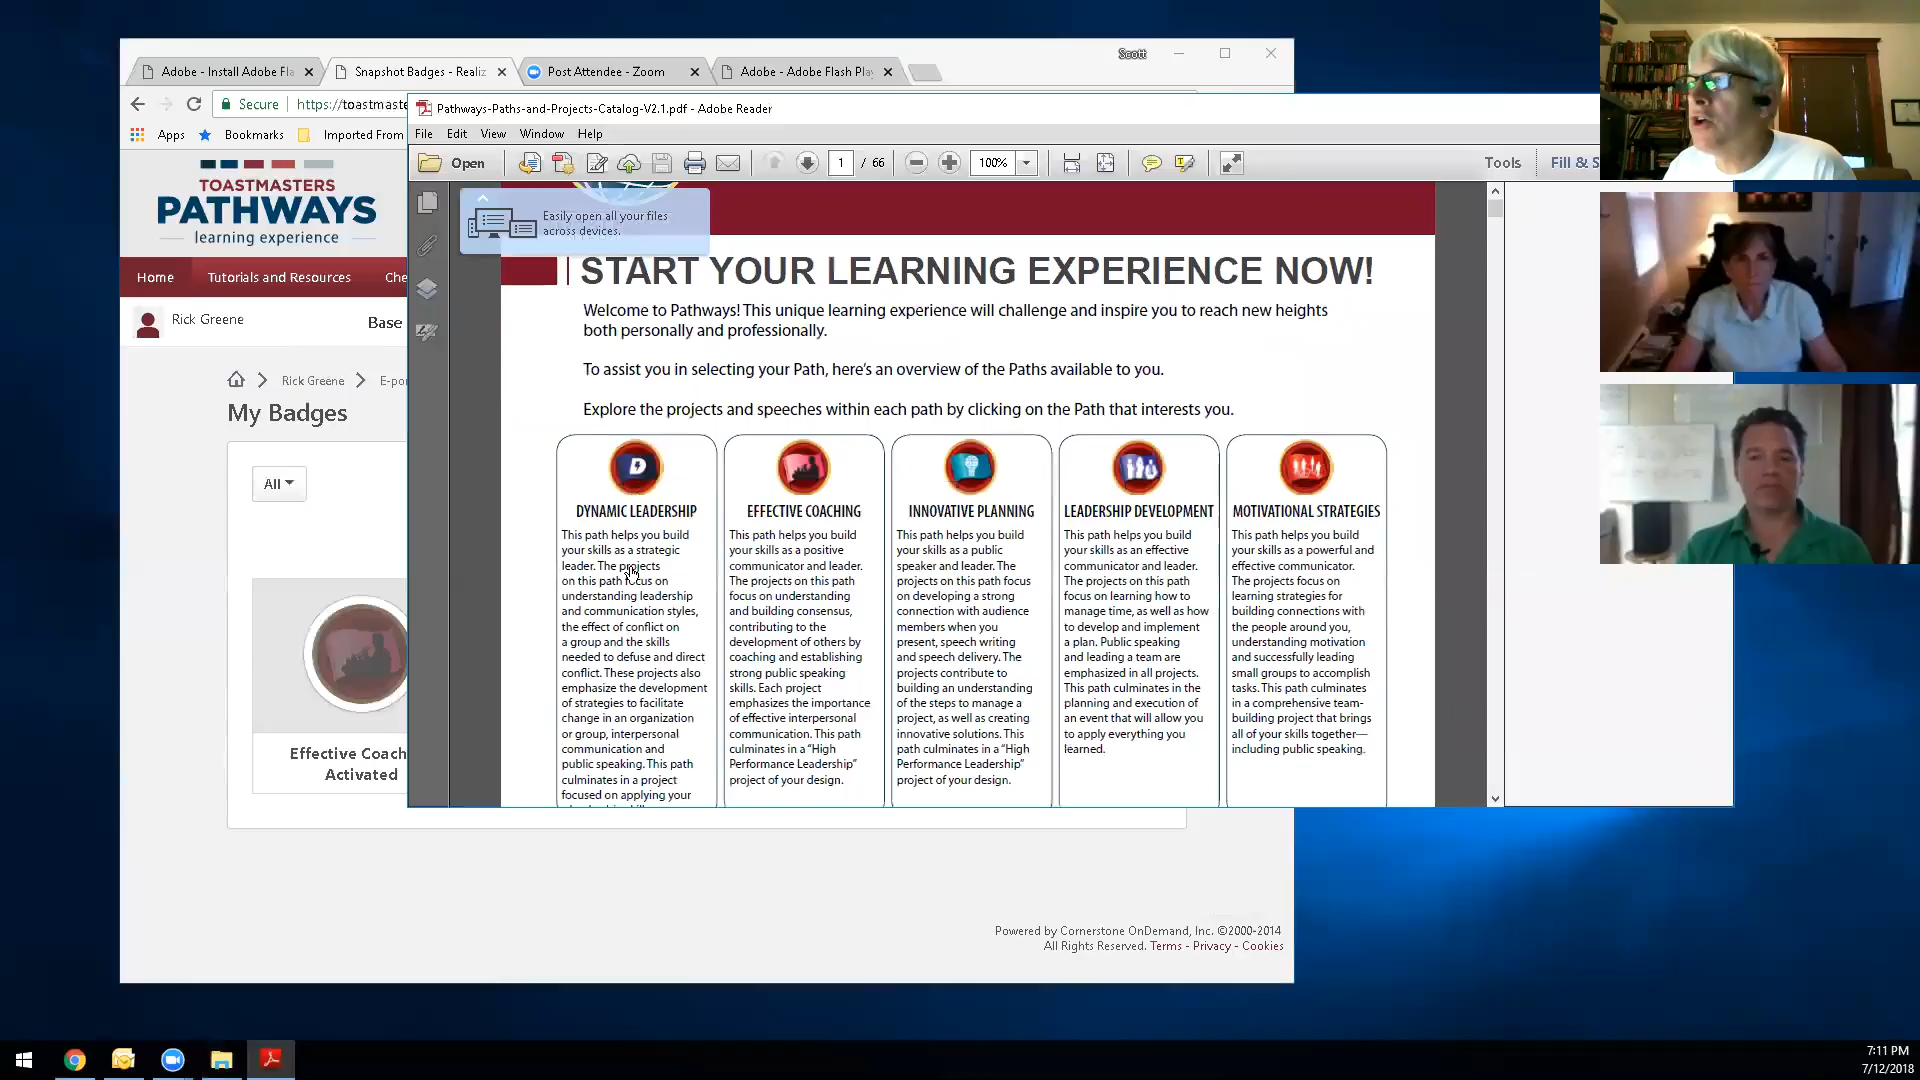 Scott
Adobe - Install Adobe Fla
Snapshot Badges - Realiz
Post Attendee - Zoom
Adobe - Adobe Flash Play
Secure
https://toastmaste
Apps
Bookmarks
Imported From
Pathways-Paths-and-Projects-Catalog-V2.1.pdf - Adobe Reader
File Edit View Window Help
Open
1 / 66
100%
Tools
Fill & S
TOASTMASTERS
PATHWAYS
learning experience
Home
Tutorials and Resources
Che
Rick Greene
Base
Rick Greene
E-po
My Badges
All
Effective Coach
Activated
Easily open all your files
across devices.
START YOUR LEARNING EXPERIENCE NOW!
Welcome to Pathways! This unique learning experience will challenge and inspire you to reach new heights
both personally and professionally.
To assist you in selecting your Path, here's an overview of the Paths available to you.
Explore the projects and speeches within each path by clicking on the Path that interests you.
DYNAMIC LEADERSHIP
This path helps you build
your skills as a strategic
leader. The projects
on this path focus on
understanding leadership
and communication styles,
the effect of conflict on
a group and the skills
needed to defuse and direct
conflict. These projects also
emphasize the development
of strategies to facilitate
change in an organization
or group, interpersonal
communication and
public speaking. This path
culminates in a project
focused on applying your
EFFECTIVE COACHING
This path helps you build
your skills as a positive
communicator and leader.
The projects on this path
focus on understanding
and building consensus,
contributing to the
development of others by
coaching and establishing
strong public speaking
skills. Each project
emphasizes the importance
of effective interpersonal
communication. This path
culminates in a "High
Performance Leadership"
project of your design.
INNOVATIVE PLANNING
This path helps you build
your skills as a public
speaker and leader. The
projects on this path focus
on developing a strong
connection with audience
members when you
present, speech writing
and speech delivery. The
projects contribute to
building an understanding
of the steps to manage a
project, as well as creating
innovative solutions. This
path culminates in a "High
Performance Leadership"
project of your design.
LEADERSHIP DEVELOPMENT
This path helps you build
your skills as an effective
communicator and leader.
The projects on this path
focus on learning how to
manage time, as well as how
to develop and implement
a plan. Public speaking
and leading a team are
emphasized in all projects.
This path culminates in the
planning and execution of
an event that will allow you
to apply everything you
learned.
MOTIVATIONAL STRATEGIES
This path helps you build
your skills as a powerful and
effective communicator.
The projects focus on
learning strategies for
building connections with
the people around you,
understanding motivation
and successfully leading
small groups to accomplish
tasks. This path culminates
in a comprehensive team-
building project that brings
all of your skills together—
including public speaking.
Powered by Cornerstone OnDemand, Inc. ©2000-2014
All Rights Reserved. Terms - Privacy - Cookies
7:11 PM
7/12/2018